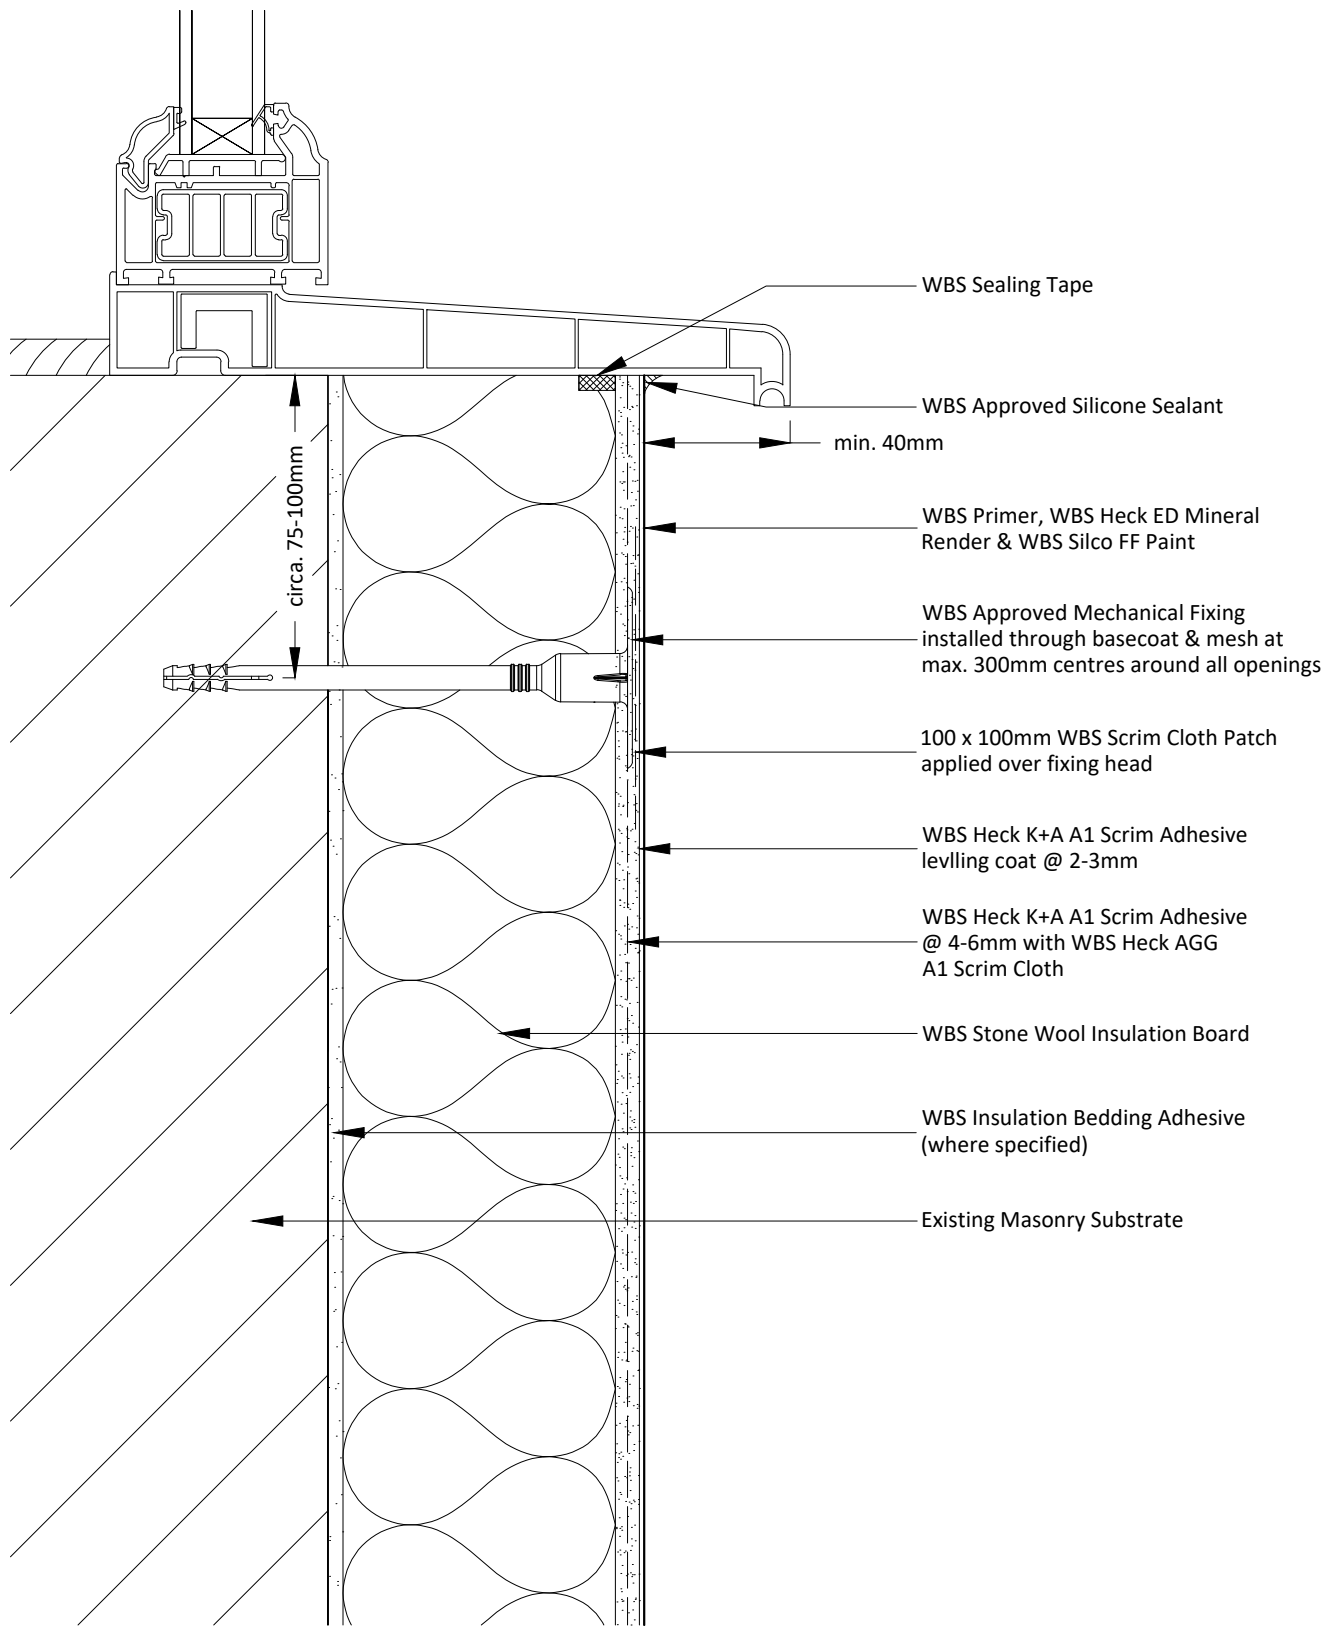 WBS Sealing Tape
WBS Approved Silicone Sealant
min. 40mm
circa. 75-100mm
WBS Primer, WBS Heck ED Mineral
Render & WBS Silco FF Paint
WBS Approved Mechanical Fixing
installed through basecoat & mesh at
max. 300mm centres around all openings
100 x 100mm WBS Scrim Cloth Patch
applied over fixing head
WBS Heck K+A A1 Scrim Adhesive
levlling coat @ 2-3mm
WBS Heck K+A A1 Scrim Adhesive
@ 4-6mm with WBS Heck AGG
A1 Scrim Cloth
WBS Stone Wool Insulation Board
WBS Insulation Bedding Adhesive
(where specified)
Existing Masonry Substrate